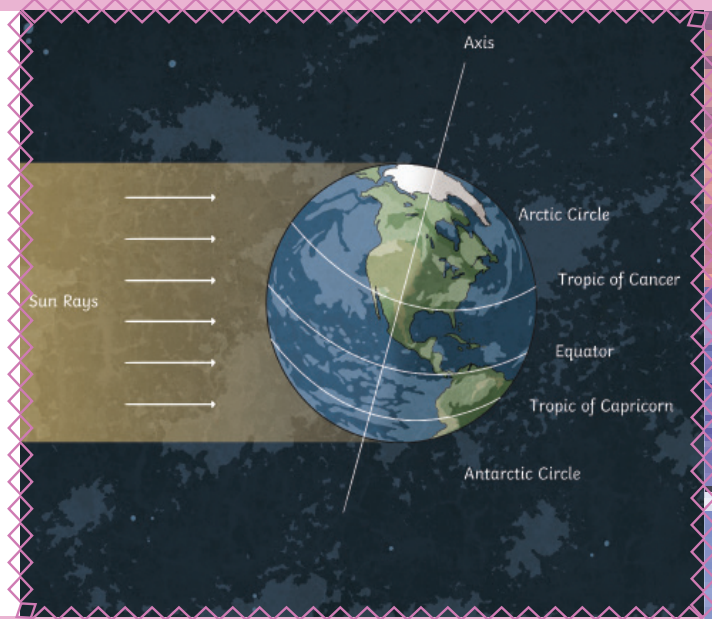 Axis
Arctic Circle
Tropic of Cancer
Sun Rays
Equator
Tropic of Capricorn
Antarctic Circle